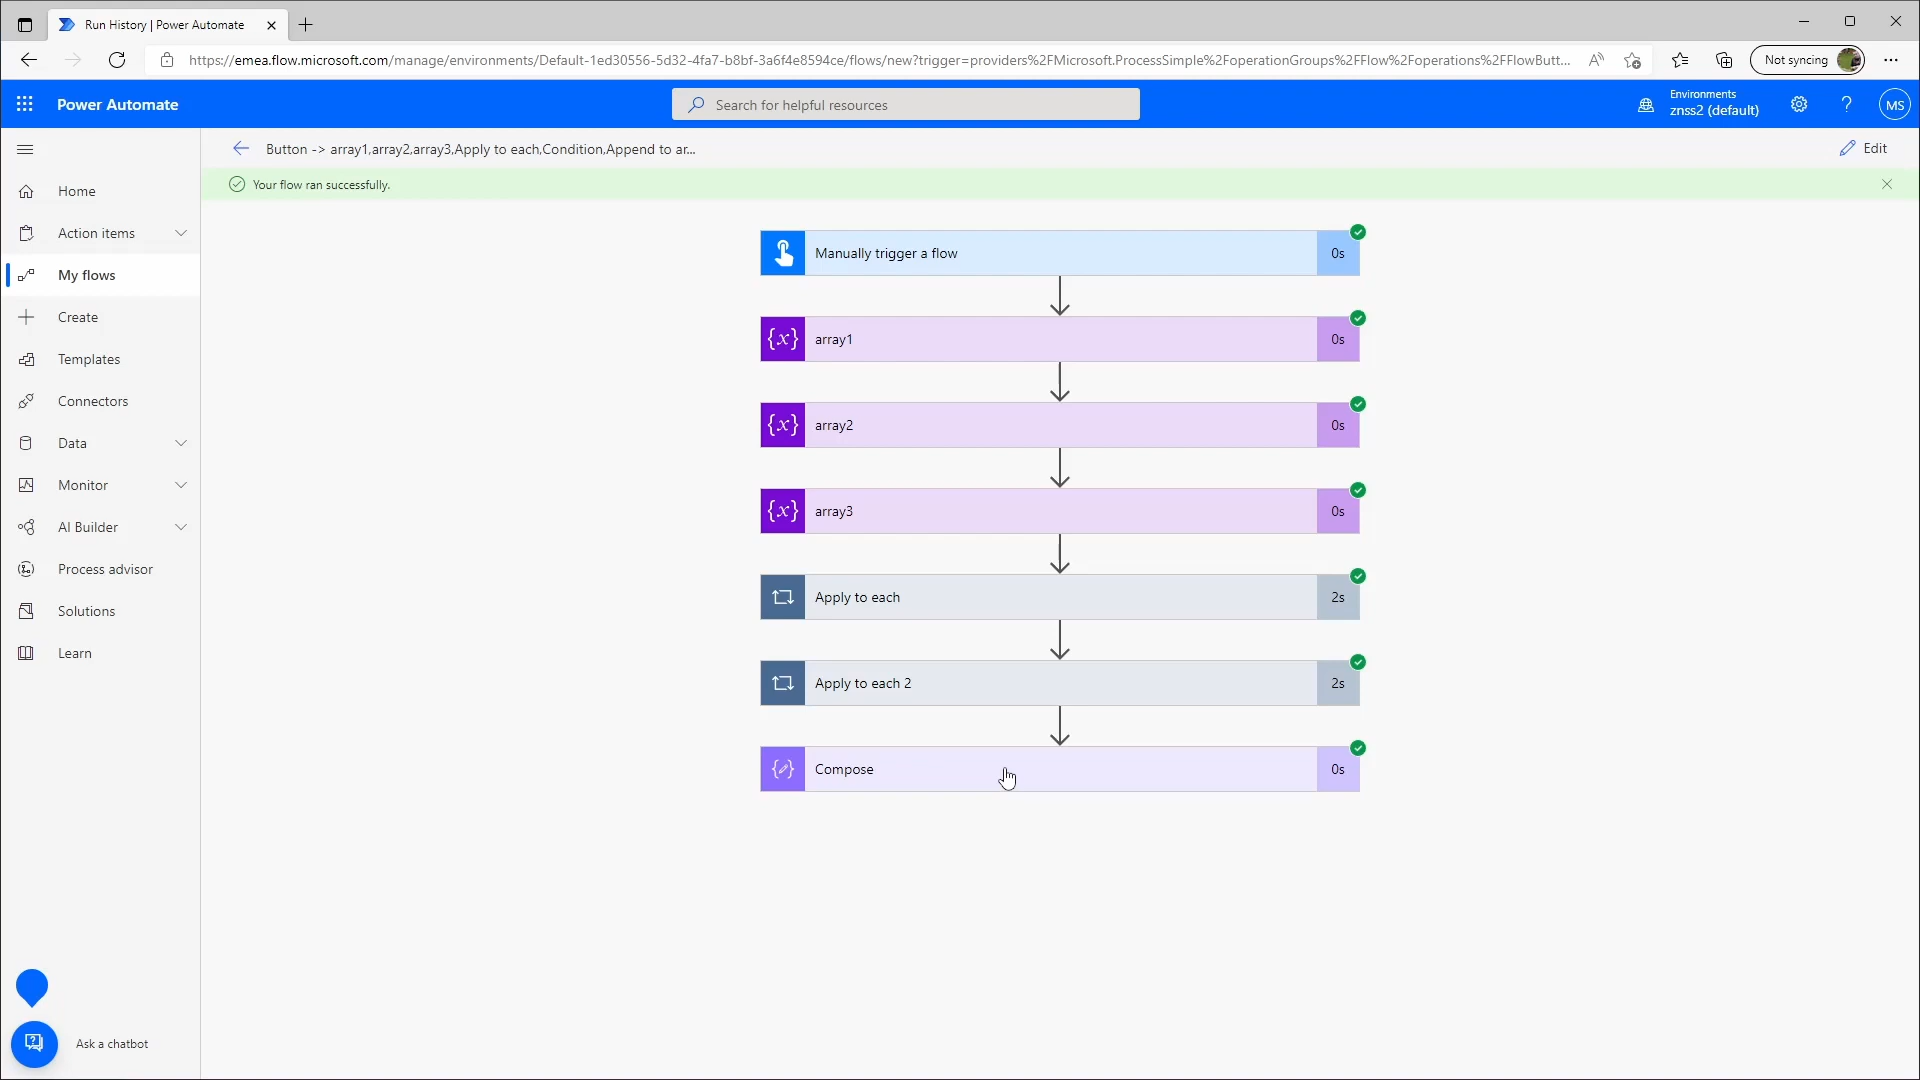 Run History | Power Automate
https://emea.flow.microsoft.com/manage/environments/Default-1ed30556-5d32-4fa7-b8bf-3a6f4e8594ce/flows/new?trigger=providers%2FMicrosoft.ProcessSimple%2FoperationGroups%2FFlow%2Foperations%2FFlowButt...
Not syncing
Power Automate
Search for helpful resources
Environments
znss2 (default)
?
MS
Button -> array1,array2,array3,Apply to each,Condition,Append to ar...
Edit
Your flow ran successfully.
Home
Action items
My flows
Create
Templates
Connectors
Data
Monitor
AI Builder
Process advisor
Solutions
Learn
Manually trigger a flow
0s
{x}
array1
0s
{x}
array2
0s
{x}
array3
0s
Apply to each
2s
Apply to each 2
2s
Compose
0s
Ask a chatbot